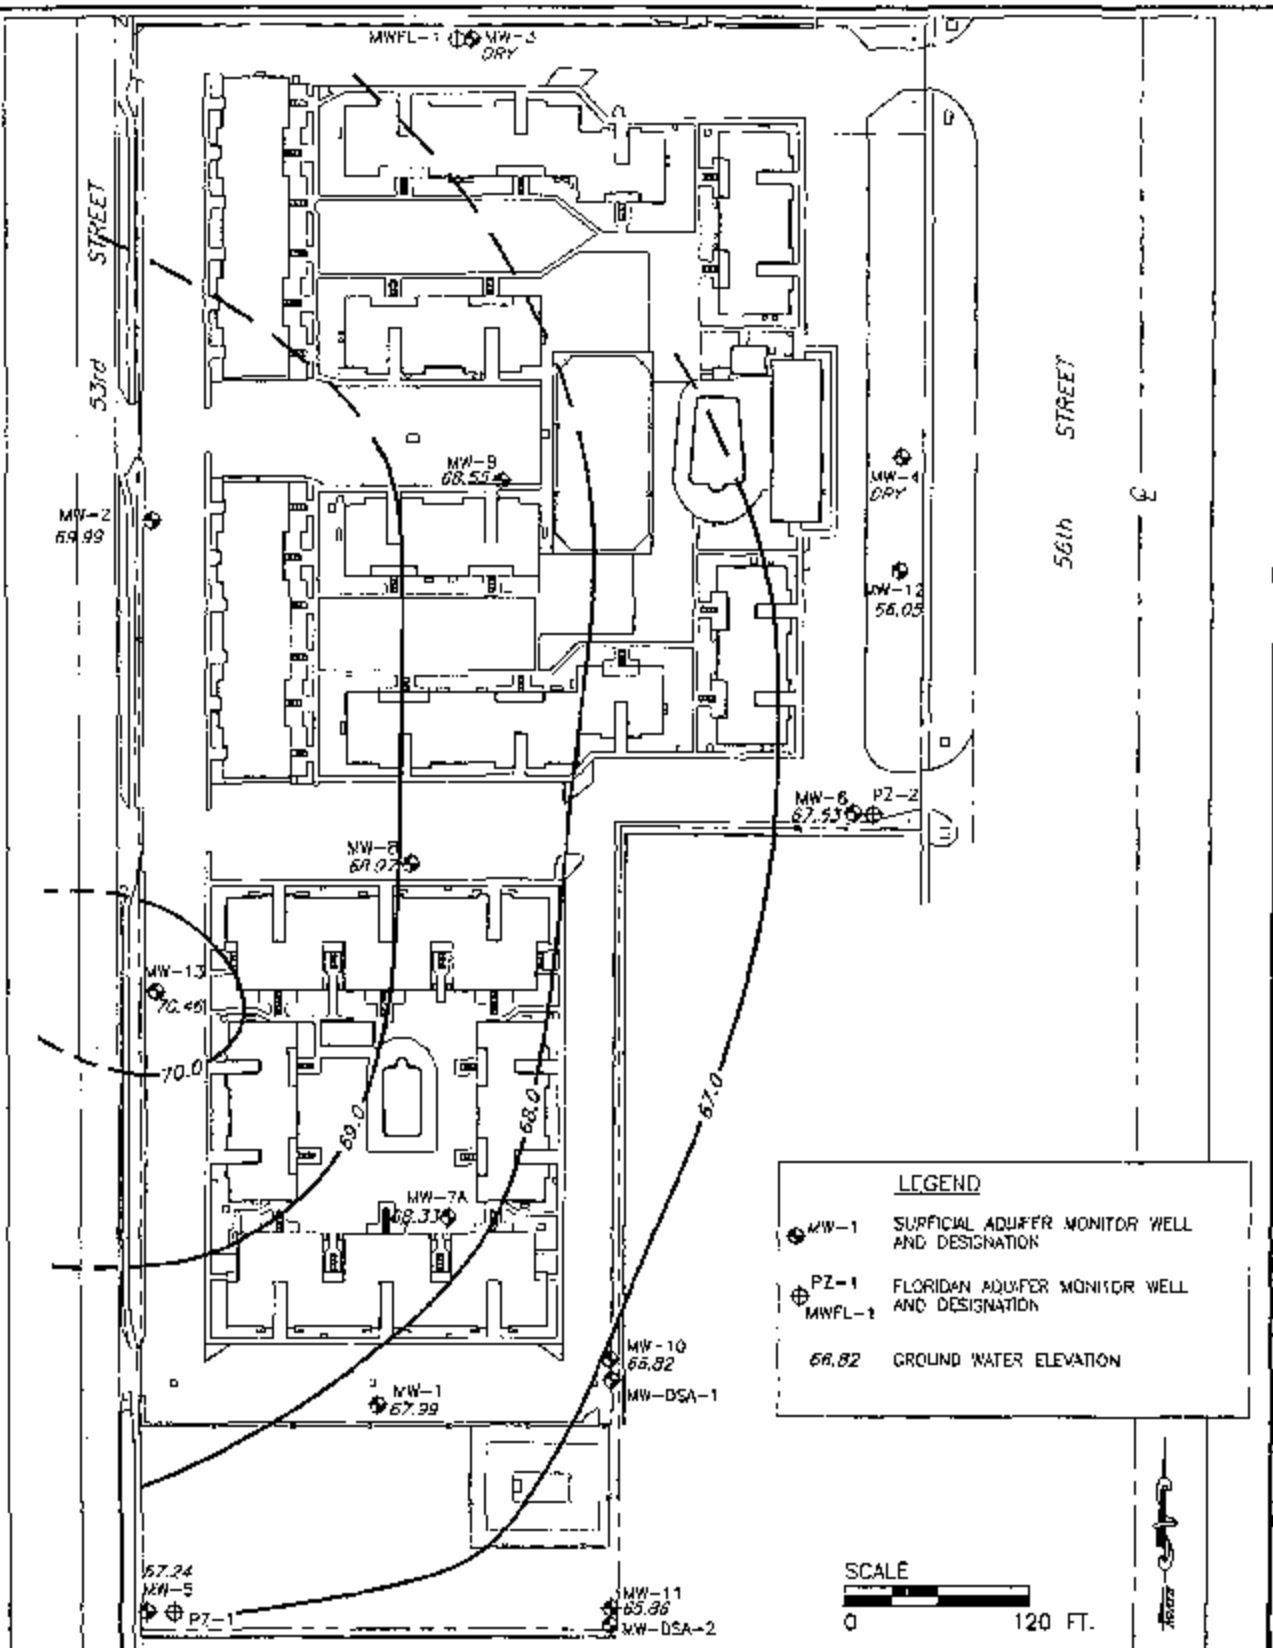 MWFL-1 MW-3
DRY
53rd STREET
56th STREET
MW-9
68.55
MW-4
DRY
MW-2
69.99
MW-12
56.05
MW-6 PZ-2
67.53
MW-8
MW-13
70.46
70.0
69.0
68.0
67.0
MW-7A
68.33
MW-10
66.82
MW-DSA-1
MW-1
67.99
67.24
MW-5
PZ-1
MW-11
65.86
MW-DSA-2
LEGEND
MW-1 SURFICIAL AQUIFER MONITOR WELL
AND DESIGNATION
PZ-1 FLORIDAN AQUIFER MONITOR WELL
MWFL-1 AND DESIGNATION
66.82 GROUND WATER ELEVATION
SCALE
0 120 FT.